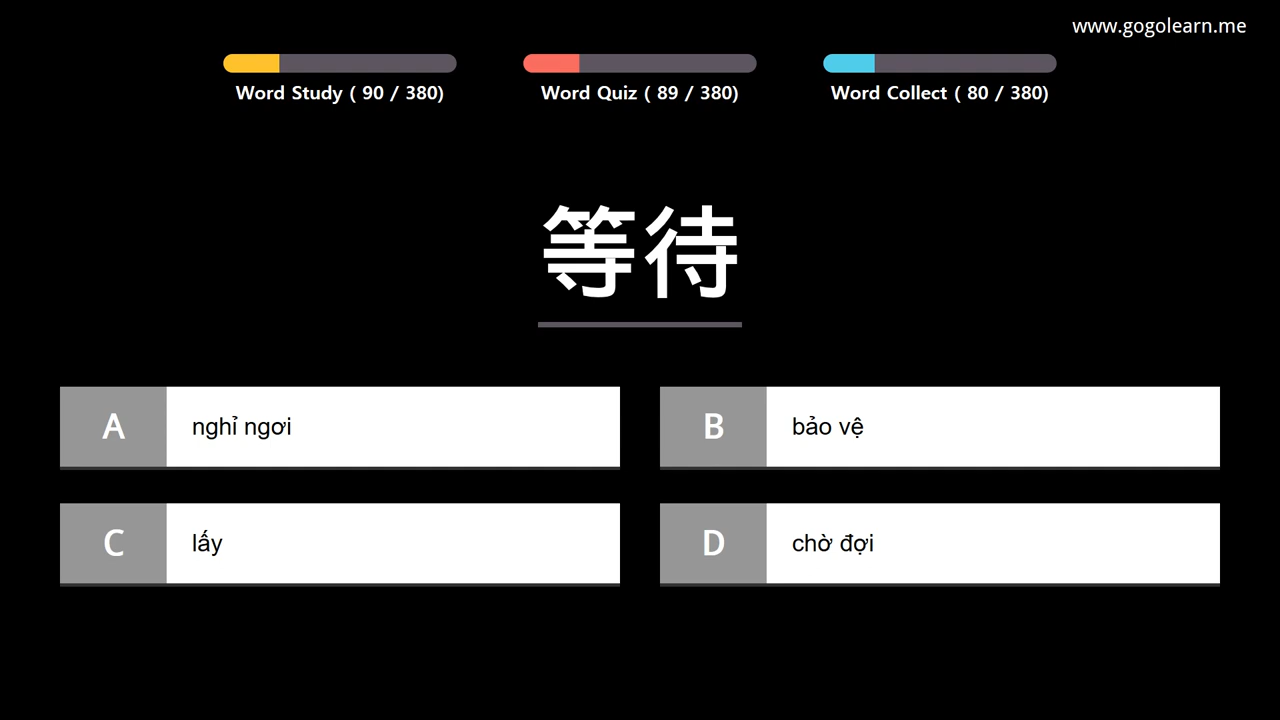 www.gogolearn.me
Word Study ( 90 / 380)
Word Quiz ( 89 / 380)
Word Collect ( 80 / 380)
等待
A nghỉ ngơi
B bảo vệ
C lấy
D chờ đợi